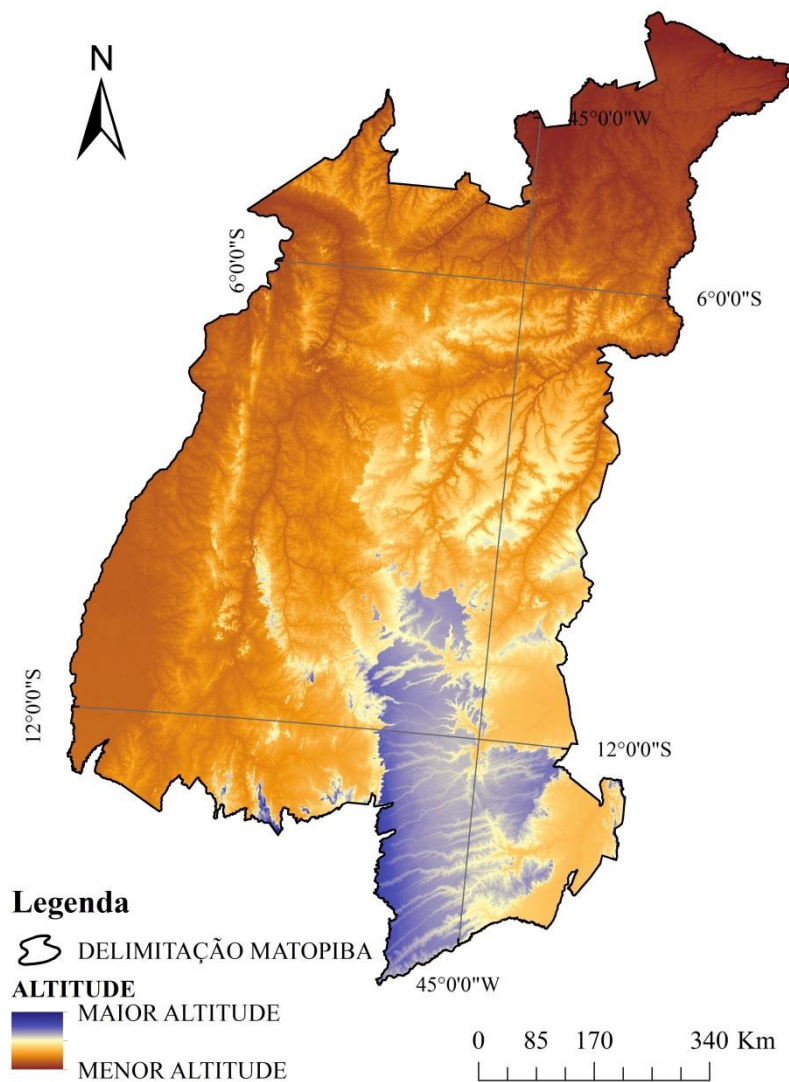 N
45°0'0"W
6°0'0"S
6°0'0"S
12°0'0"S
12°0'0"S
45°0'0"W
Legenda
DELIMITAÇÃO MATOPIBA
ALTITUDE
MAIOR ALTITUDE
MENOR ALTITUDE
0 85 170 340 Km